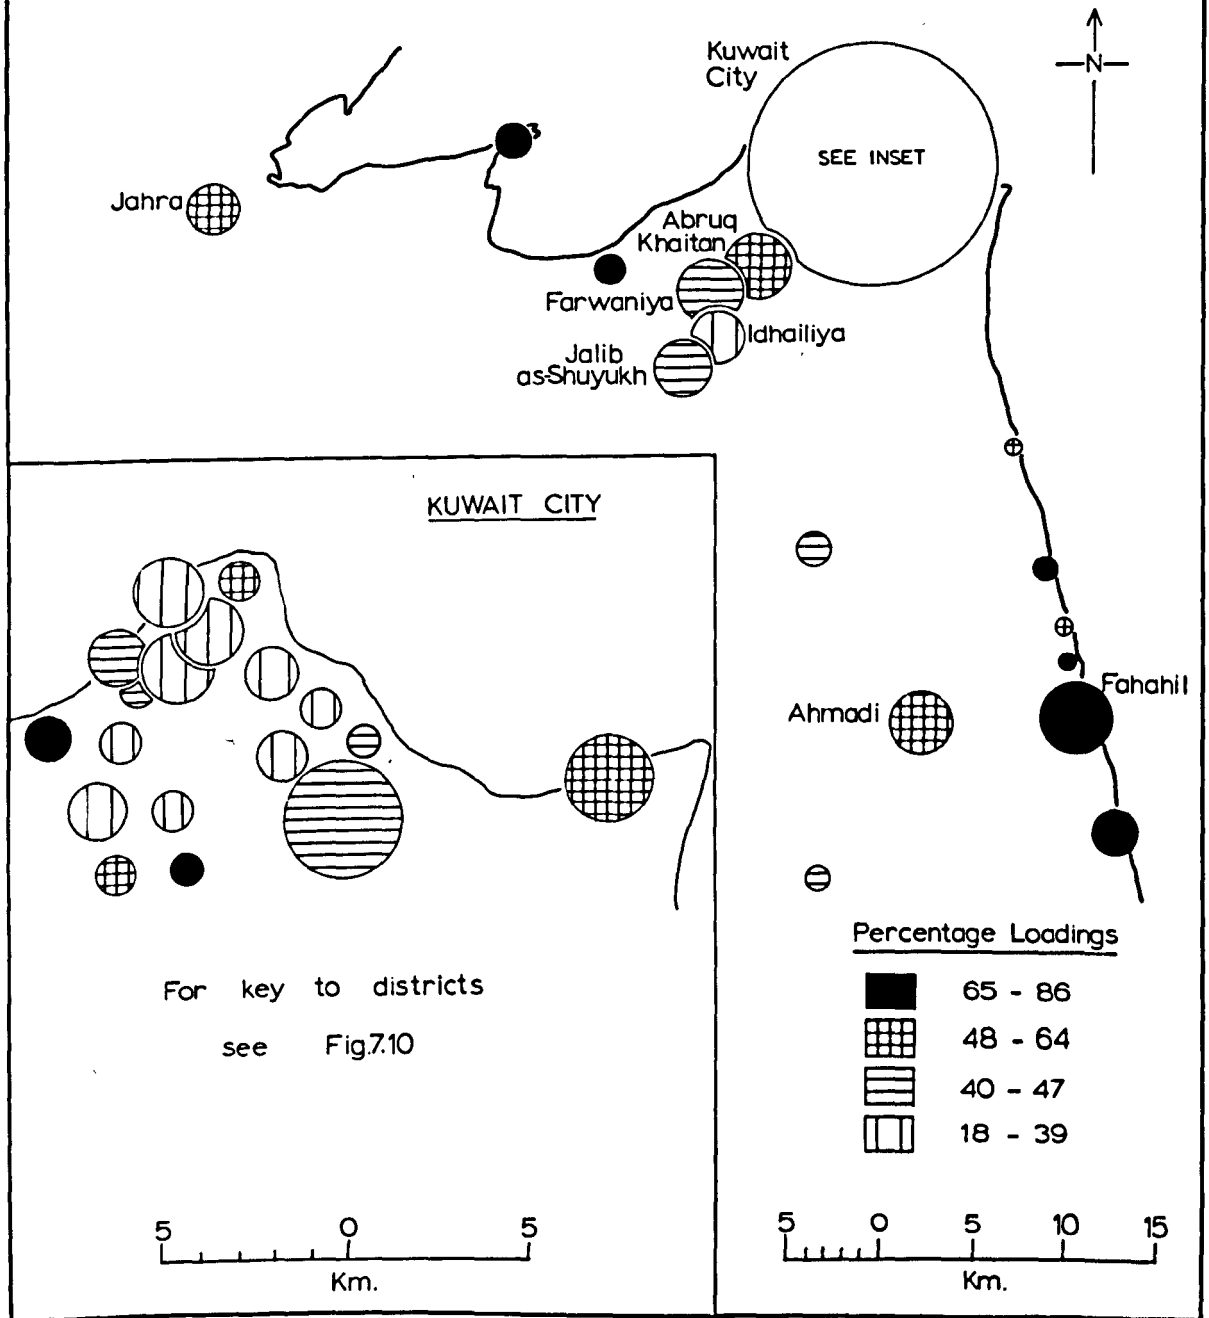 Kuwait
City
N
3
SEE INSET
Jahra
Abruq
Khaitan
Farwaniya
Idhailiya
Jalib
as-Shuyukh
KUWAIT CITY
Fahahil
Ahmadi
For key to districts
see Fig.7.10
Percentage Loadings
65 - 86
48 - 64
40 - 47
18 - 39
5 0 5
Km.
5 0 5 10 15
Km.